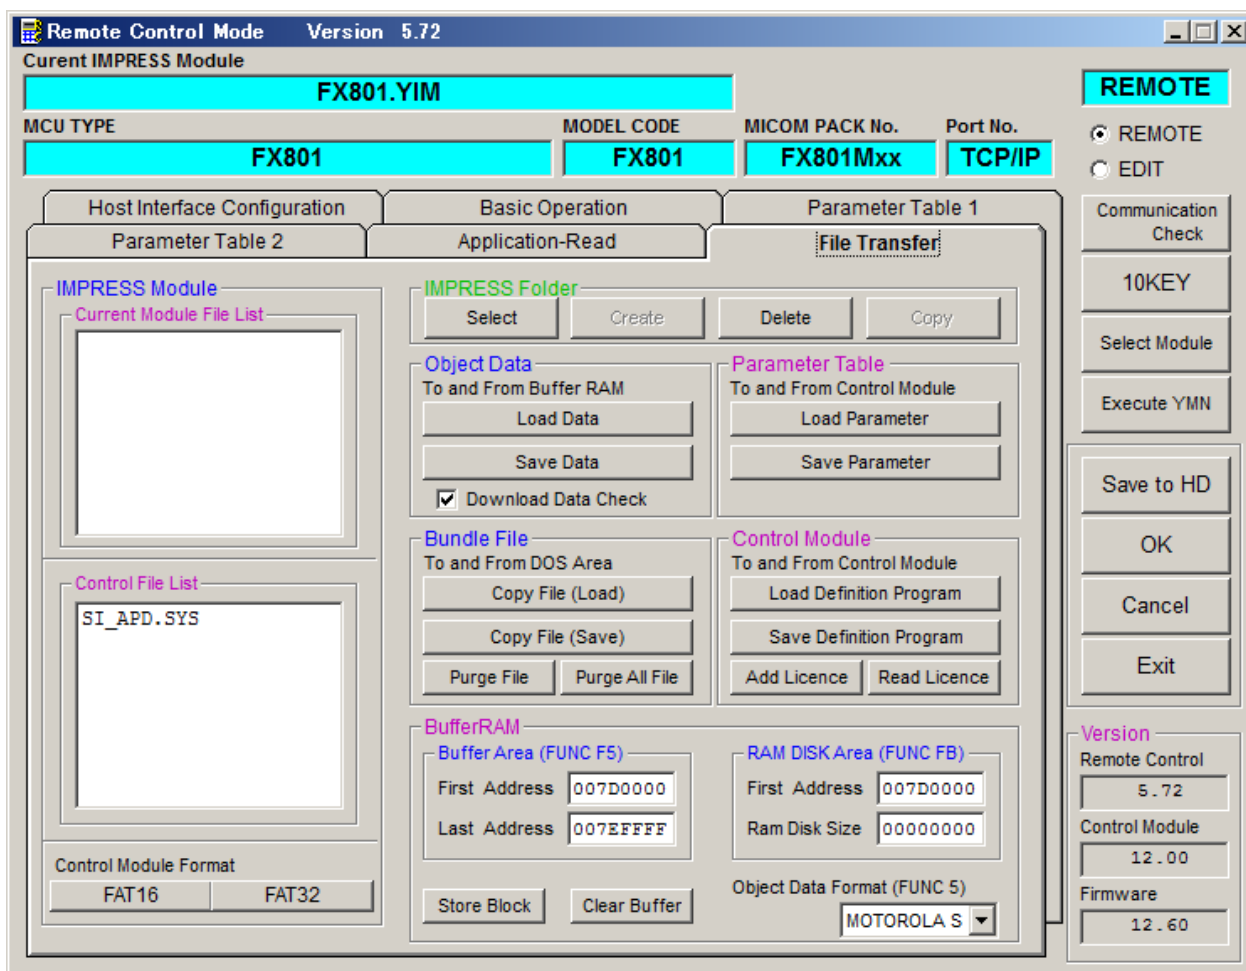 Remote Control Mode Version 5.72
Curent IMPRESS Module
FX801.YIM
REMOTE
MCU TYPE MODEL CODE MICOM PACK No. Port No.
FX801 FX801 FX801Mxx TCP/IP
REMOTE
EDIT
Host Interface Configuration Basic Operation Parameter Table 1
Parameter Table 2 Application-Read File Transfer
Communication
Check
10KEY
Select Module
Execute YMN
Save to HD
OK
Cancel
Exit
IMPRESS Module
Current Module File List
Control File List
SI_APD.SYS
Control Module Format
FAT16 FAT32
IMPRESS Folder
Select Create Delete Copy
Object Data
To and From Buffer RAM
Load Data
Save Data
Download Data Check
Parameter Table
To and From Control Module
Load Parameter
Save Parameter
Bundle File
To and From DOS Area
Copy File (Load)
Copy File (Save)
Purge File Purge All File
Control Module
To and From Control Module
Load Definition Program
Save Definition Program
Add Licence Read Licence
BufferRAM
Buffer Area (FUNC F5)
First Address 007D0000
Last Address 007EFFFF
RAM DISK Area (FUNC FB)
First Address 007D0000
Ram Disk Size 00000000
Store Block Clear Buffer
Object Data Format (FUNC 5)
MOTOROLA S
Version
Remote Control
5.72
Control Module
12.00
Firmware
12.60